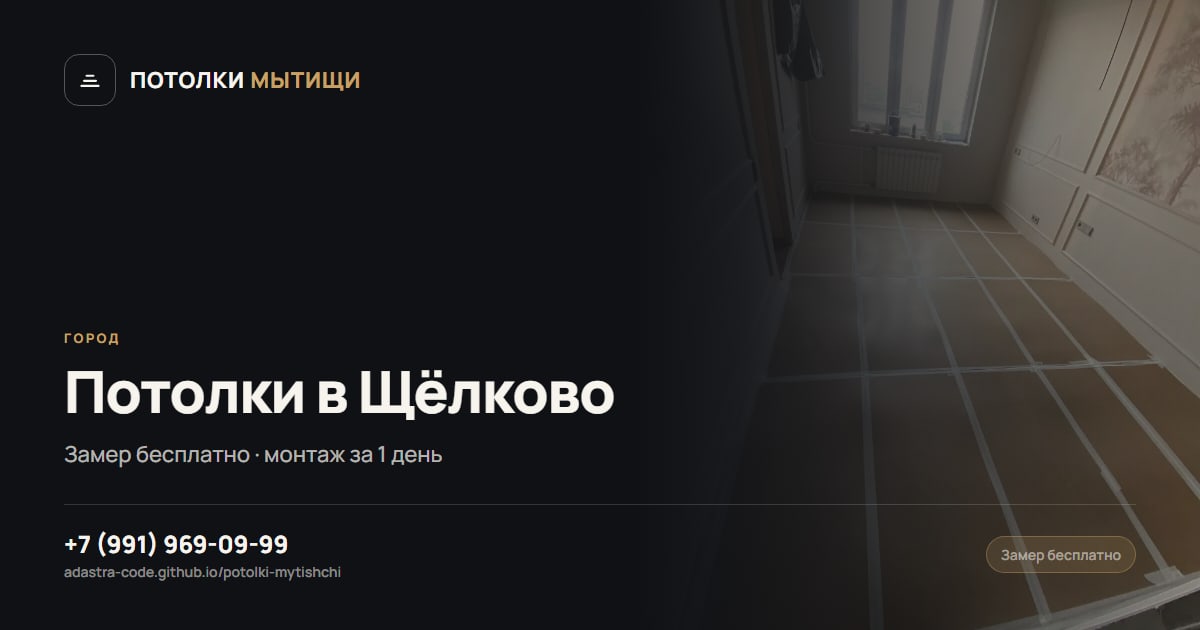 ПОТОЛКИ МЫТИЩИ
ГОРОД
Потолки в Щёлково
Замер бесплатно · монтаж за 1 день
+7 (991) 969-09-99
adastra-code.github.io/potolki-mytishchi
Замер бесплатно